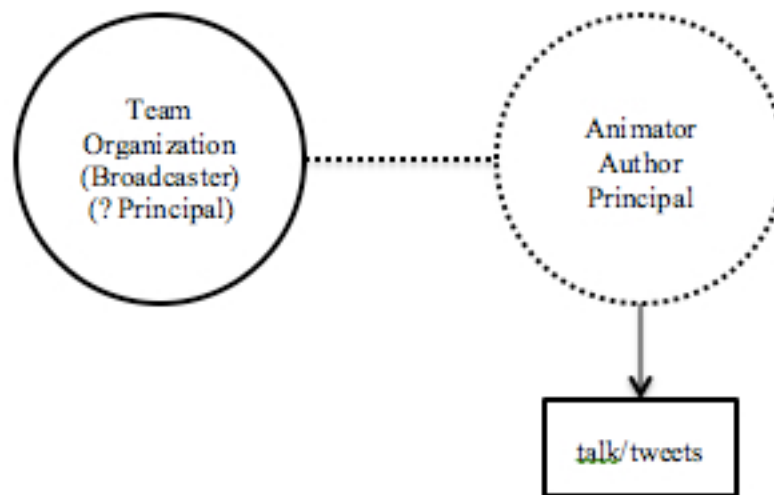 Team
Organization
(Broadcaster)
(? Principal)
Animator
Author
Principal
talk/tweets